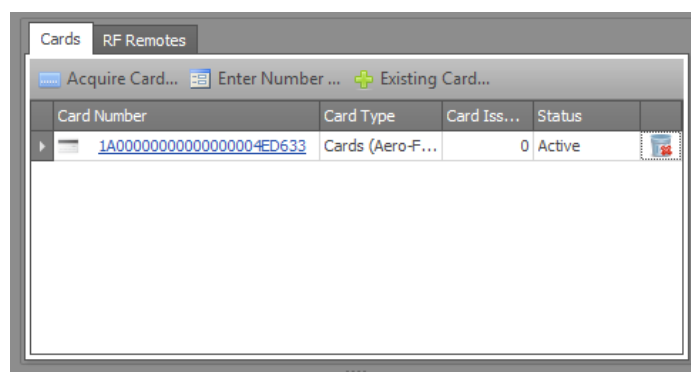 Cards RF Remotes
Acquire Card... Enter Number ... Existing Card...
Card Number Card Type Card Iss... Status
1A00000000000000004ED633 Cards (Aero-F... 0 Active